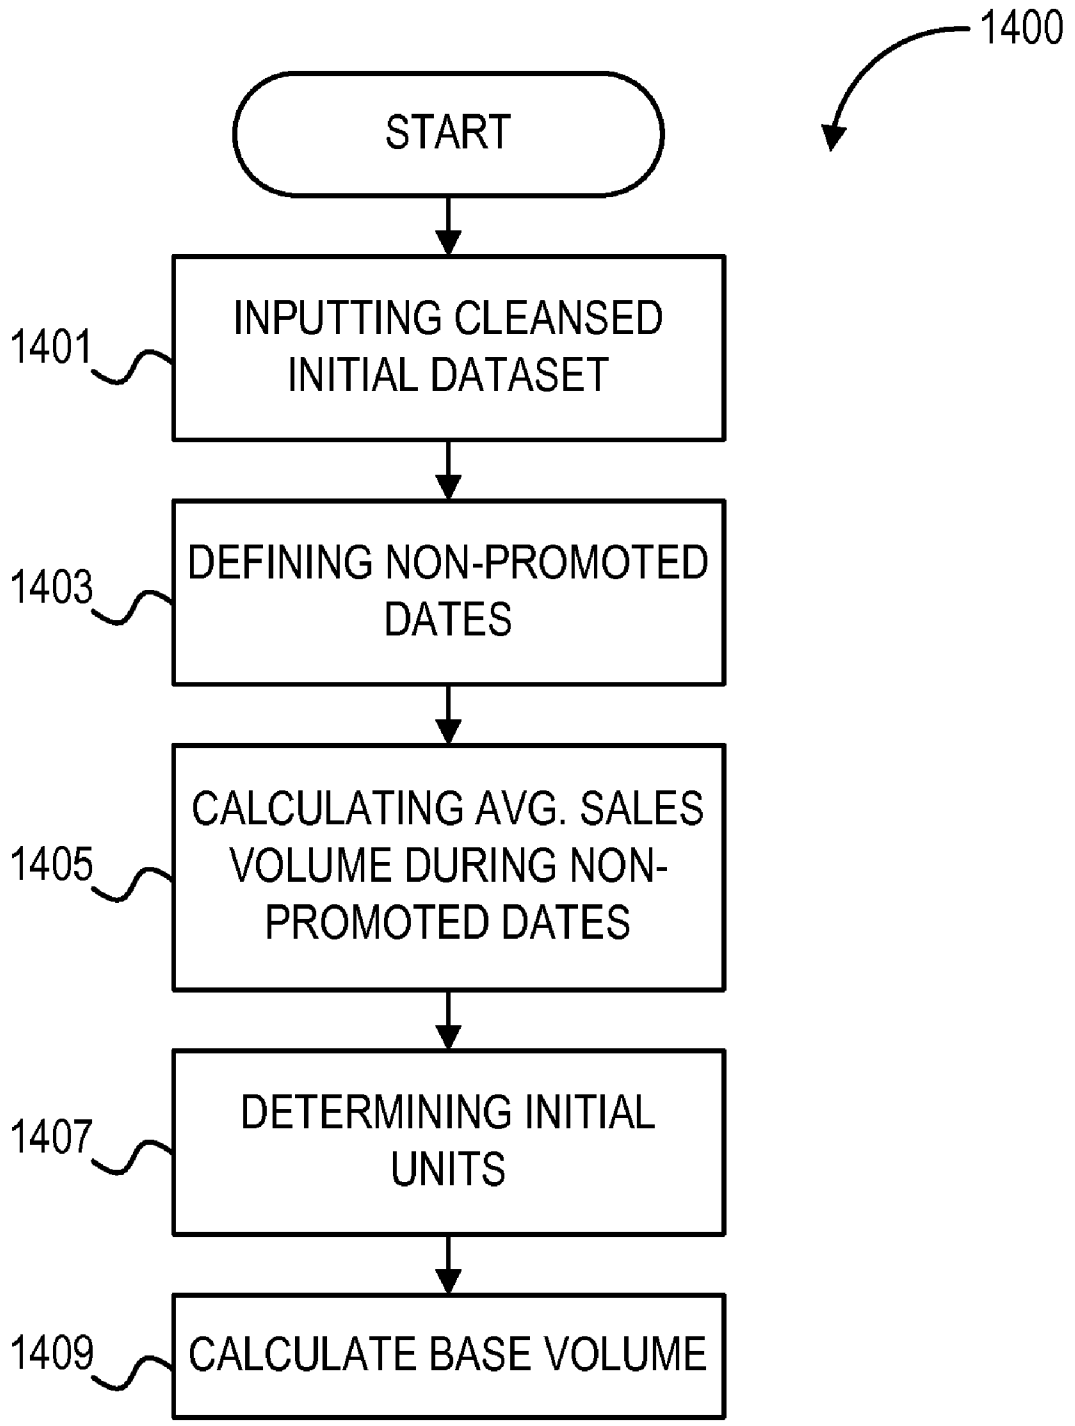 1400
START
1401
INPUTTING CLEANSED
INITIAL DATASET
1403
DEFINING NON-PROMOTED
DATES
1405
CALCULATING AVG. SALES
VOLUME DURING NON-
PROMOTED DATES
1407
DETERMINING INITIAL
UNITS
1409
CALCULATE BASE VOLUME